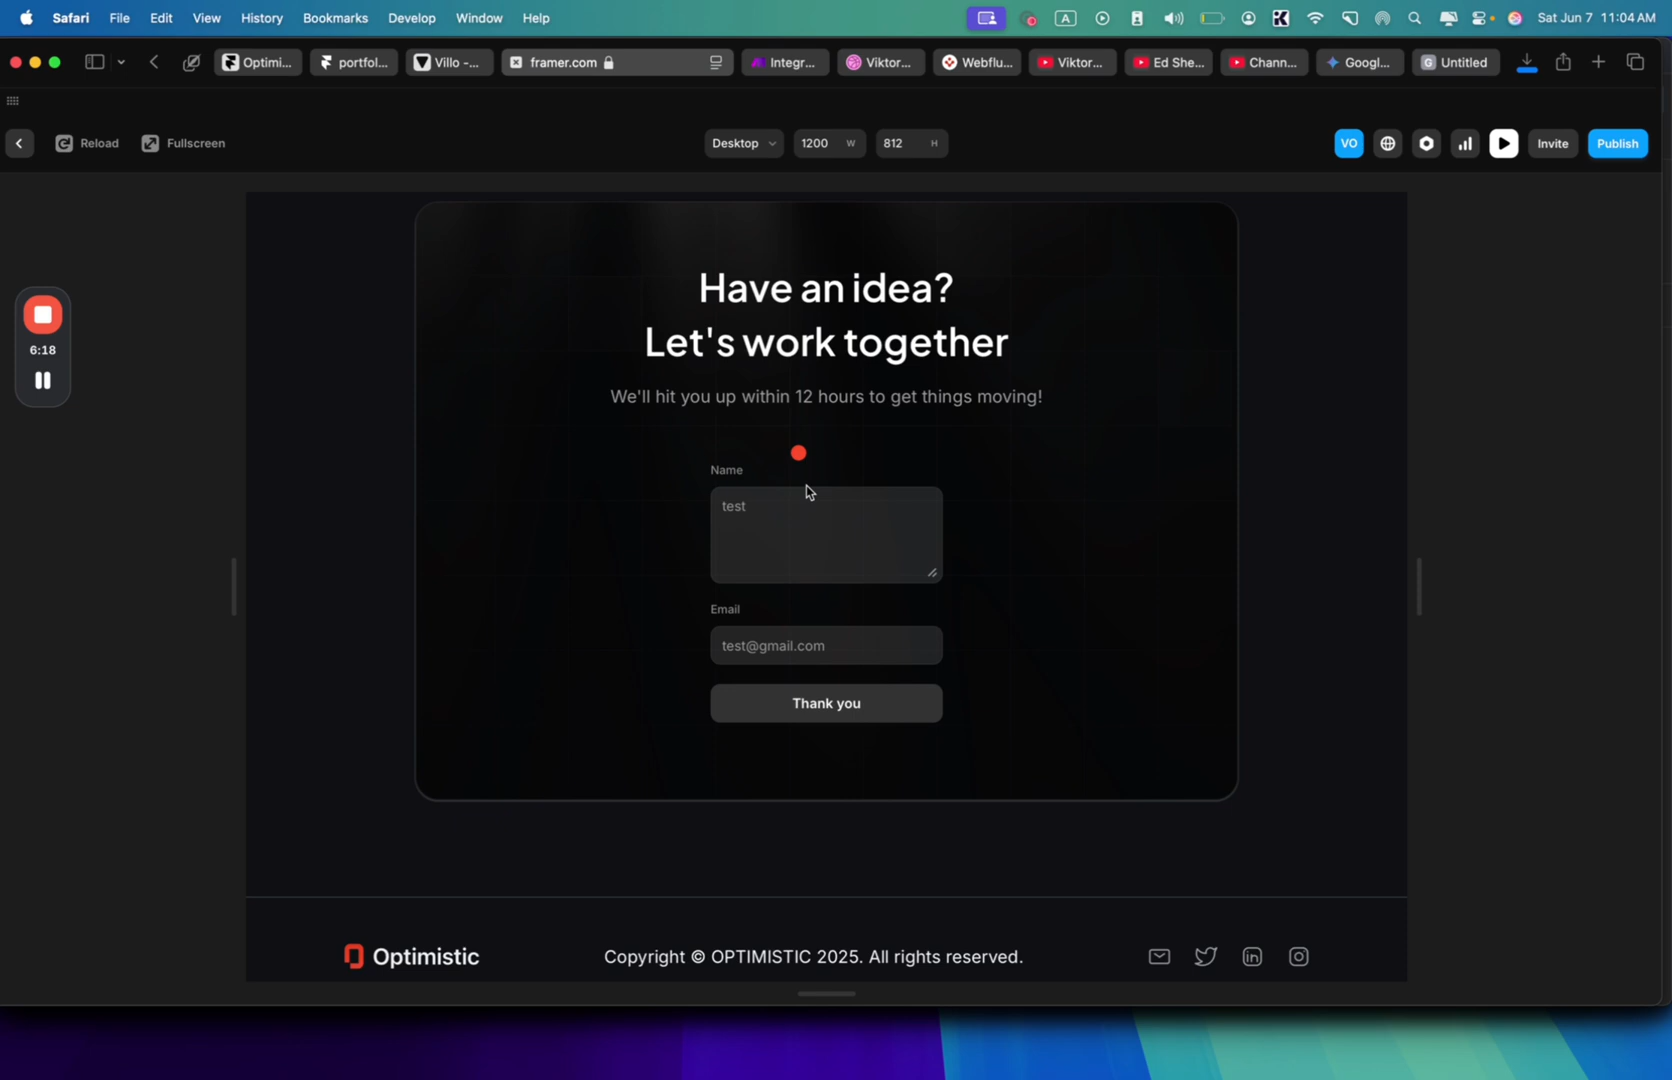 Safari File Edit View History Bookmarks Develop Window Help
A
Sat Jun 7 11:04 AM
Optimi... portfol... Villo -... framer.com Integr... Viktor... Webflu... Viktor... Ed She... Chann... Googl... G Untitled
Reload Fullscreen Desktop 1200 W 812 H VO Invite Publish
6:18
Have an idea?
Let's work together
We'll hit you up within 12 hours to get things moving!
Name
test
Email
test@gmail.com
Thank you
Optimistic Copyright © OPTIMISTIC 2025. All rights reserved. in